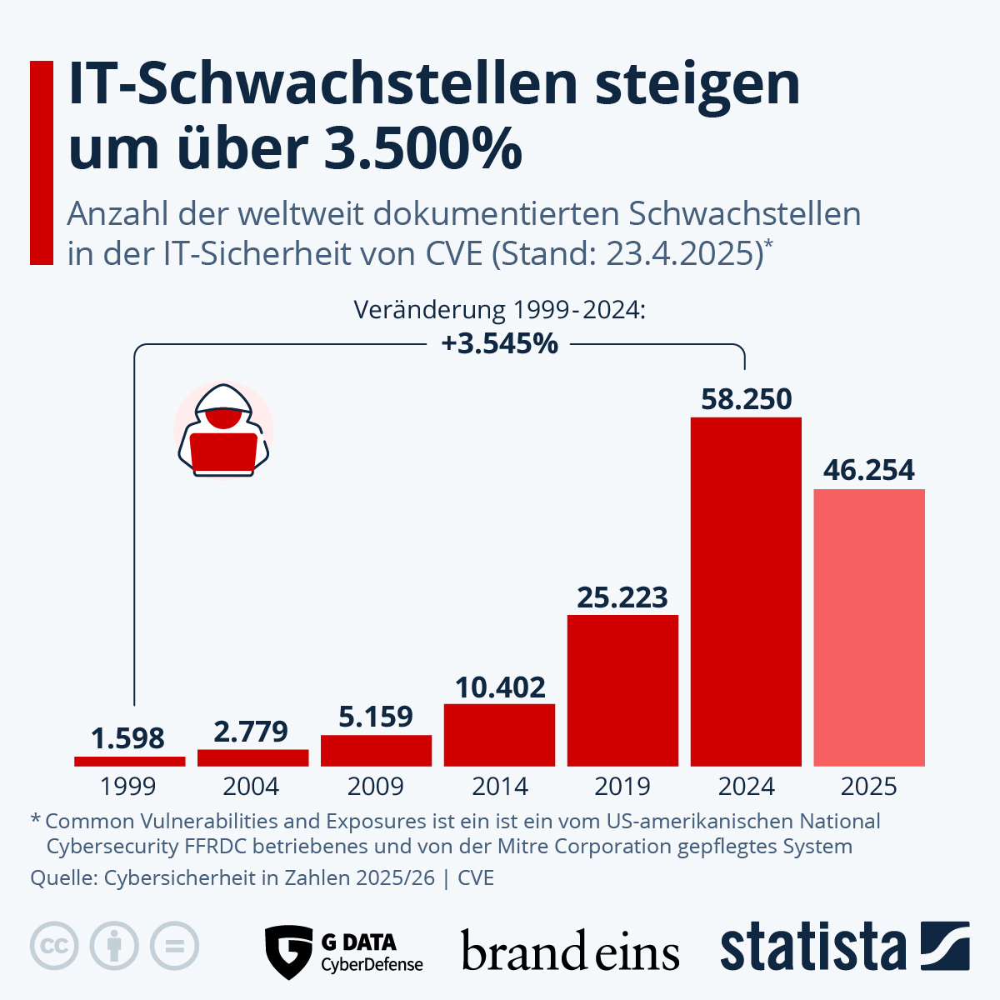 IT-Schwachstellen steigen
um über 3.500%
Anzahl der weltweit dokumentierten Schwachstellen
in der IT-Sicherheit von CVE (Stand: 23.4.2025)*
Veränderung 1999-2024:
+3.545%
58.250
46.254
25.223
10.402
5.159
2.779
1.598
1999 2004 2009 2014 2019 2024 2025
* Common Vulnerabilities and Exposures ist ein ist ein vom US-amerikanischen National
Cybersecurity FFRDC betriebenes und von der Mitre Corporation gepflegtes System
Quelle: Cybersicherheit in Zahlen 2025/26 | CVE
cc
G DATA
CyberDefense
brand eins
statista